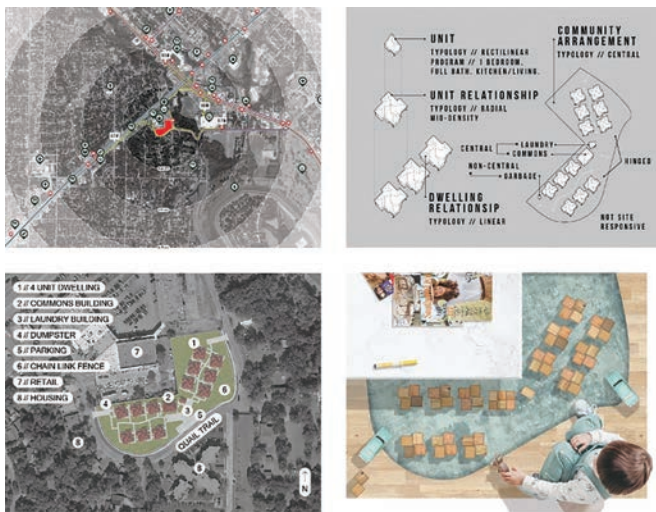 UNIT
TYPOLOGY // RECTILINEAR
PROGRAM // 1 BEDROOM,
FULL BATH, KITCHEN/LIVING.
UNIT RELATIONSHIP
TYPOLOGY // RADIAL
MID-DENSITY
DWELLING
RELATIONSIP
TYPOLOGY // LINEAR
COMMUNITY
ARRANGEMENT
TYPOLOGY // CENTRAL
CENTRAL
LAUNDRY
COMMONS
NON-CENTRAL
GARBAGE
HINGED
NOT SITE
RESPONSIVE
1 // 4 UNIT DWELLING
2 // COMMONS BUILDING
3 // LAUNDRY BUILDING
4 // DUMPSTER
5 // PARKING
6 // CHAIN LINK FENCE
7 // RETAIL
8 // HOUSING
7
1
2
3
4
5
6
8
8
QUAIL TRAIL
N